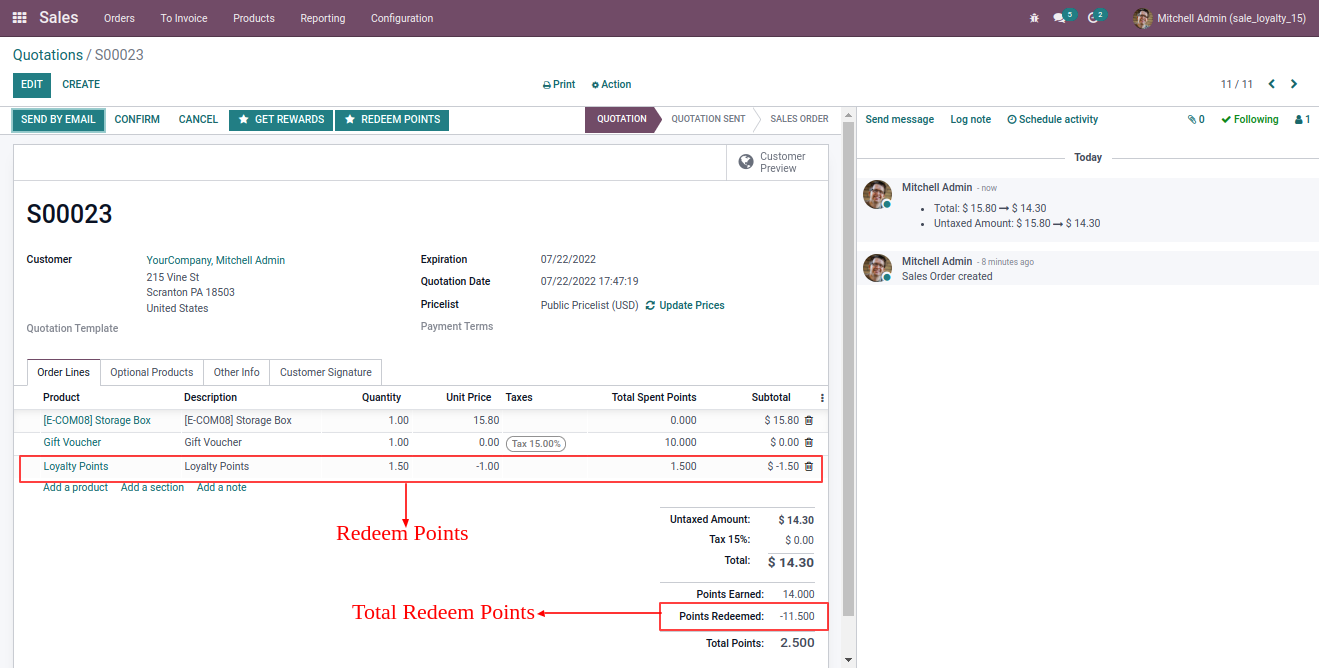 Sales Orders To Invoice Products Reporting Configuration 5 2 Mitchell Admin (sale_loyalty_15)
Quotations / S00023
EDIT CREATE Print Action 11 / 11
SEND BY EMAIL CONFIRM CANCEL GET REWARDS REDEEM POINTS QUOTATION QUOTATION SENT SALES ORDER
Customer
Preview
S00023
Customer YourCompany, Mitchell Admin
215 Vine St
Scranton PA 18503
United States
Quotation Template
Expiration 07/22/2022
Quotation Date 07/22/2022 17:47:19
Pricelist Public Pricelist (USD) Update Prices
Payment Terms
Order Lines Optional Products Other Info Customer Signature
Product Description Quantity Unit Price Taxes Total Spent Points Subtotal
[E-COM08] Storage Box [E-COM08] Storage Box 1.00 15.80 0.000 $ 15.80
Gift Voucher Gift Voucher 1.00 0.00 Tax 15.00% 10.000 $ 0.00
Loyalty Points Loyalty Points 1.50 -1.00 1.500 $ -1.50
Add a product Add a section Add a note
Redeem Points
Untaxed Amount: $ 14.30
Tax 15%: $ 0.00
Total: $ 14.30
Points Earned: 14.000
Total Redeem Points
Points Redeemed: -11.500
Total Points: 2.500
Send message Log note Schedule activity 0 Following 1
Today
Mitchell Admin - now
Total: $ 15.80 → $ 14.30
Untaxed Amount: $ 15.80 → $ 14.30
Mitchell Admin - 8 minutes ago
Sales Order created